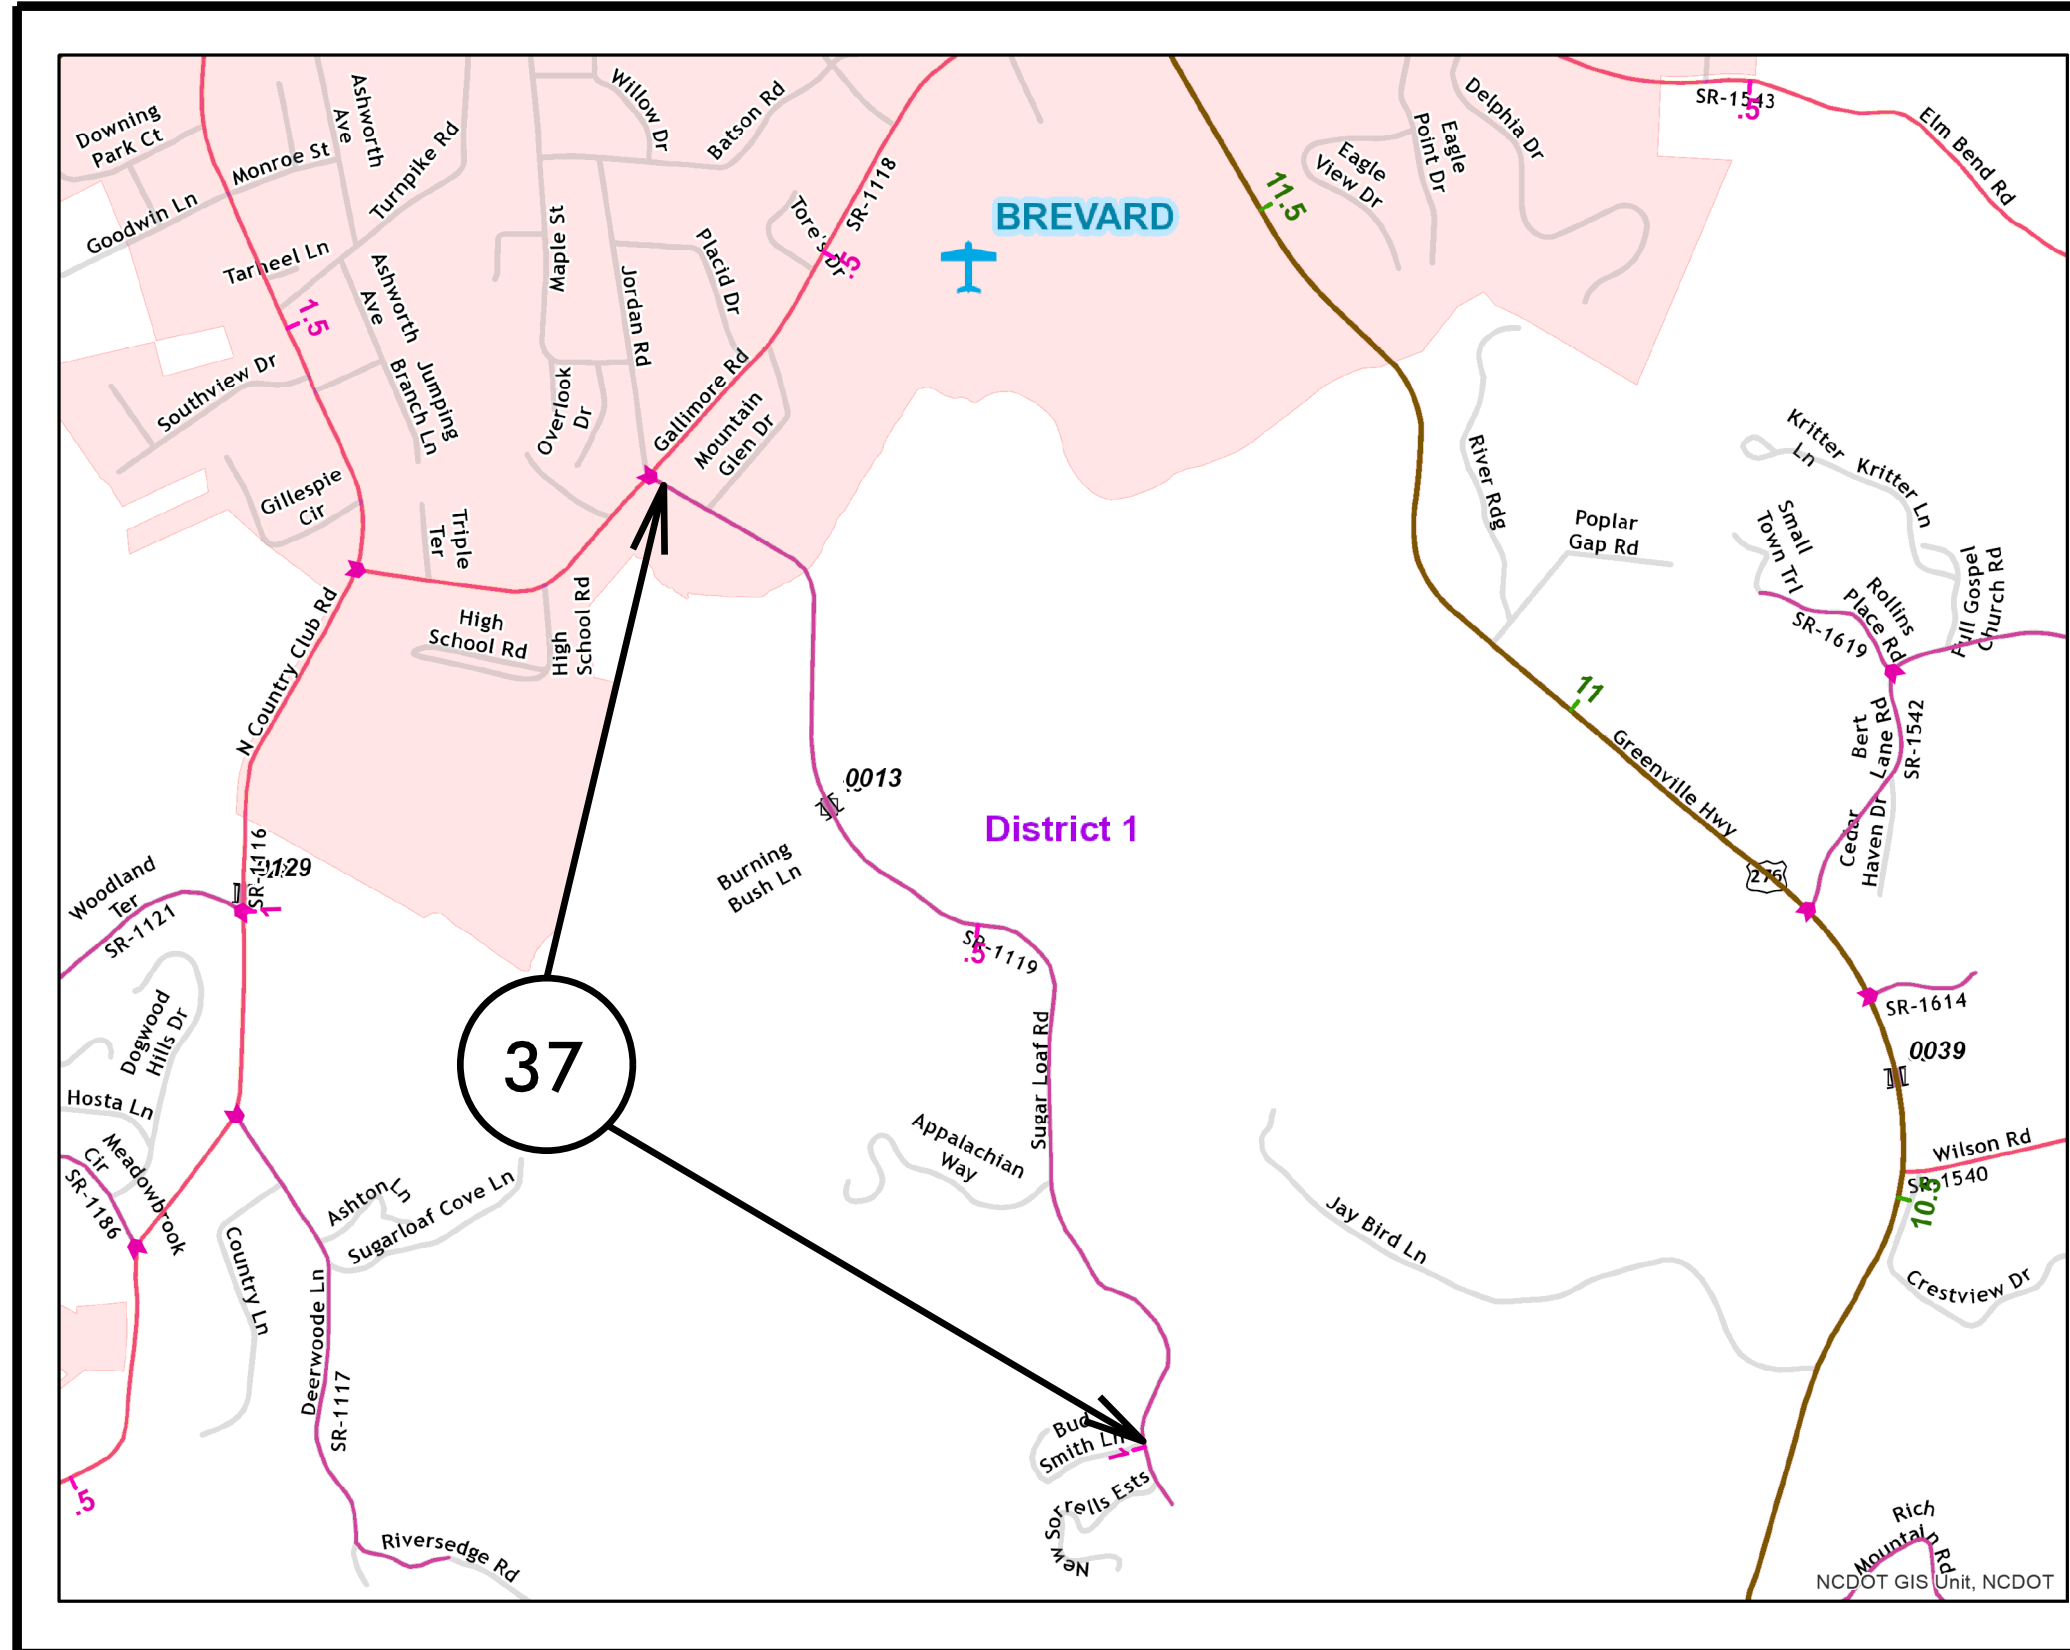 Downing
Park Ct
Ashworth
Ave
Willow Dr
Batson Rd
SR-1543
.5
Delphia Dr
Elm Bend Rd
Monroe St
Turnpike Rd
Eagle
Point Dr
Eagle
View Dr
SR-1118
Goodwin Ln
11.5
BREVARD
Tore's Dr
.5
Maple St
Placid Dr
Tarheel Ln
Ashworth
Ave
Jordan Rd
1.5
Southview Dr
Jumping
Branch Ln
Overlook
Dr
Gallimore Rd
Mountain
Glen Dr
Kritter
Ln
Kritter Ln
River Rdg
Gillespie
Cir
Triple
Ter
Poplar
Gap Rd
Small
Town Trl
Full Gospel
Church Rd
Rollins
Place Rd
SR-1619
High
School Rd
High
School Rd
N Country Club Rd
11
Bert
Lane Rd
SR-1542
Greenville Hwy
0013
District 1
Cedar
Haven Dr
276
SR-1116
Woodland
Ter
SR-1121
1
Burning
Bush Ln
.5
SR-1119
SR-1614
Dogwood
Hills Dr
37
0039
Sugar Loaf Rd
Hosta Ln
Meadowbrook
Cir
SR-1186
Appalachian
Way
Wilson Rd
SR-1540
10.5
Ashton Ln
Sugarloaf Cove Ln
Country Ln
Jay Bird Ln
Crestview Dr
Deerwoode Ln
SR-1117
Bud
Smith Ln
1
New Sorrells Ests
.5
Riversedge Rd
Rich
Mountain Rd
NCDOT GIS Unit, NCDOT